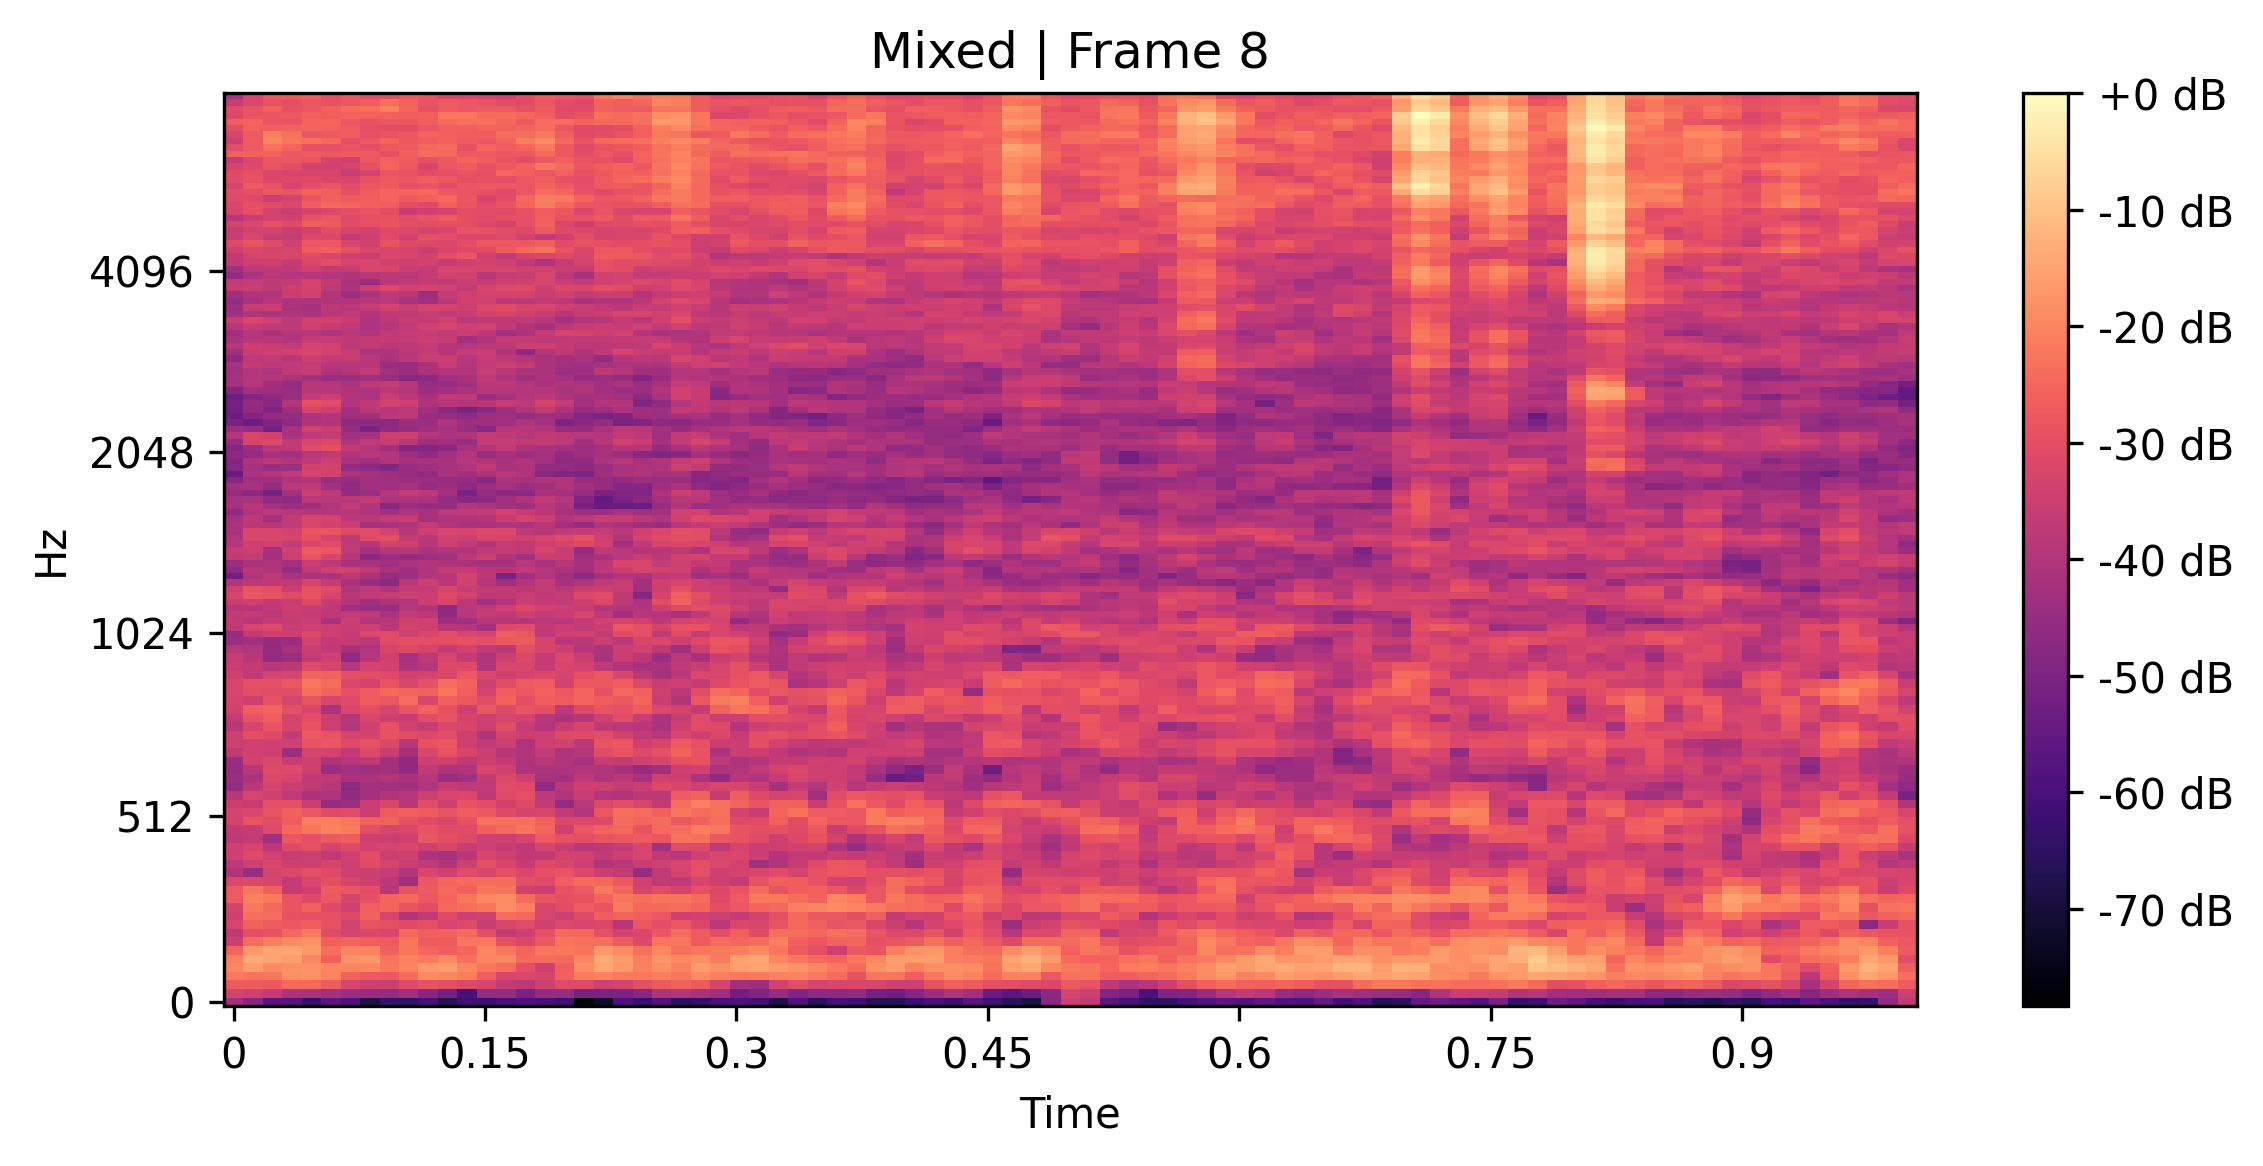 Mixed | Frame 8
Hz
4096
2048
1024
512
0
0
0.15
0.3
0.45
0.6
0.75
0.9
Time
+0 dB
-10 dB
-20 dB
-30 dB
-40 dB
-50 dB
-60 dB
-70 dB